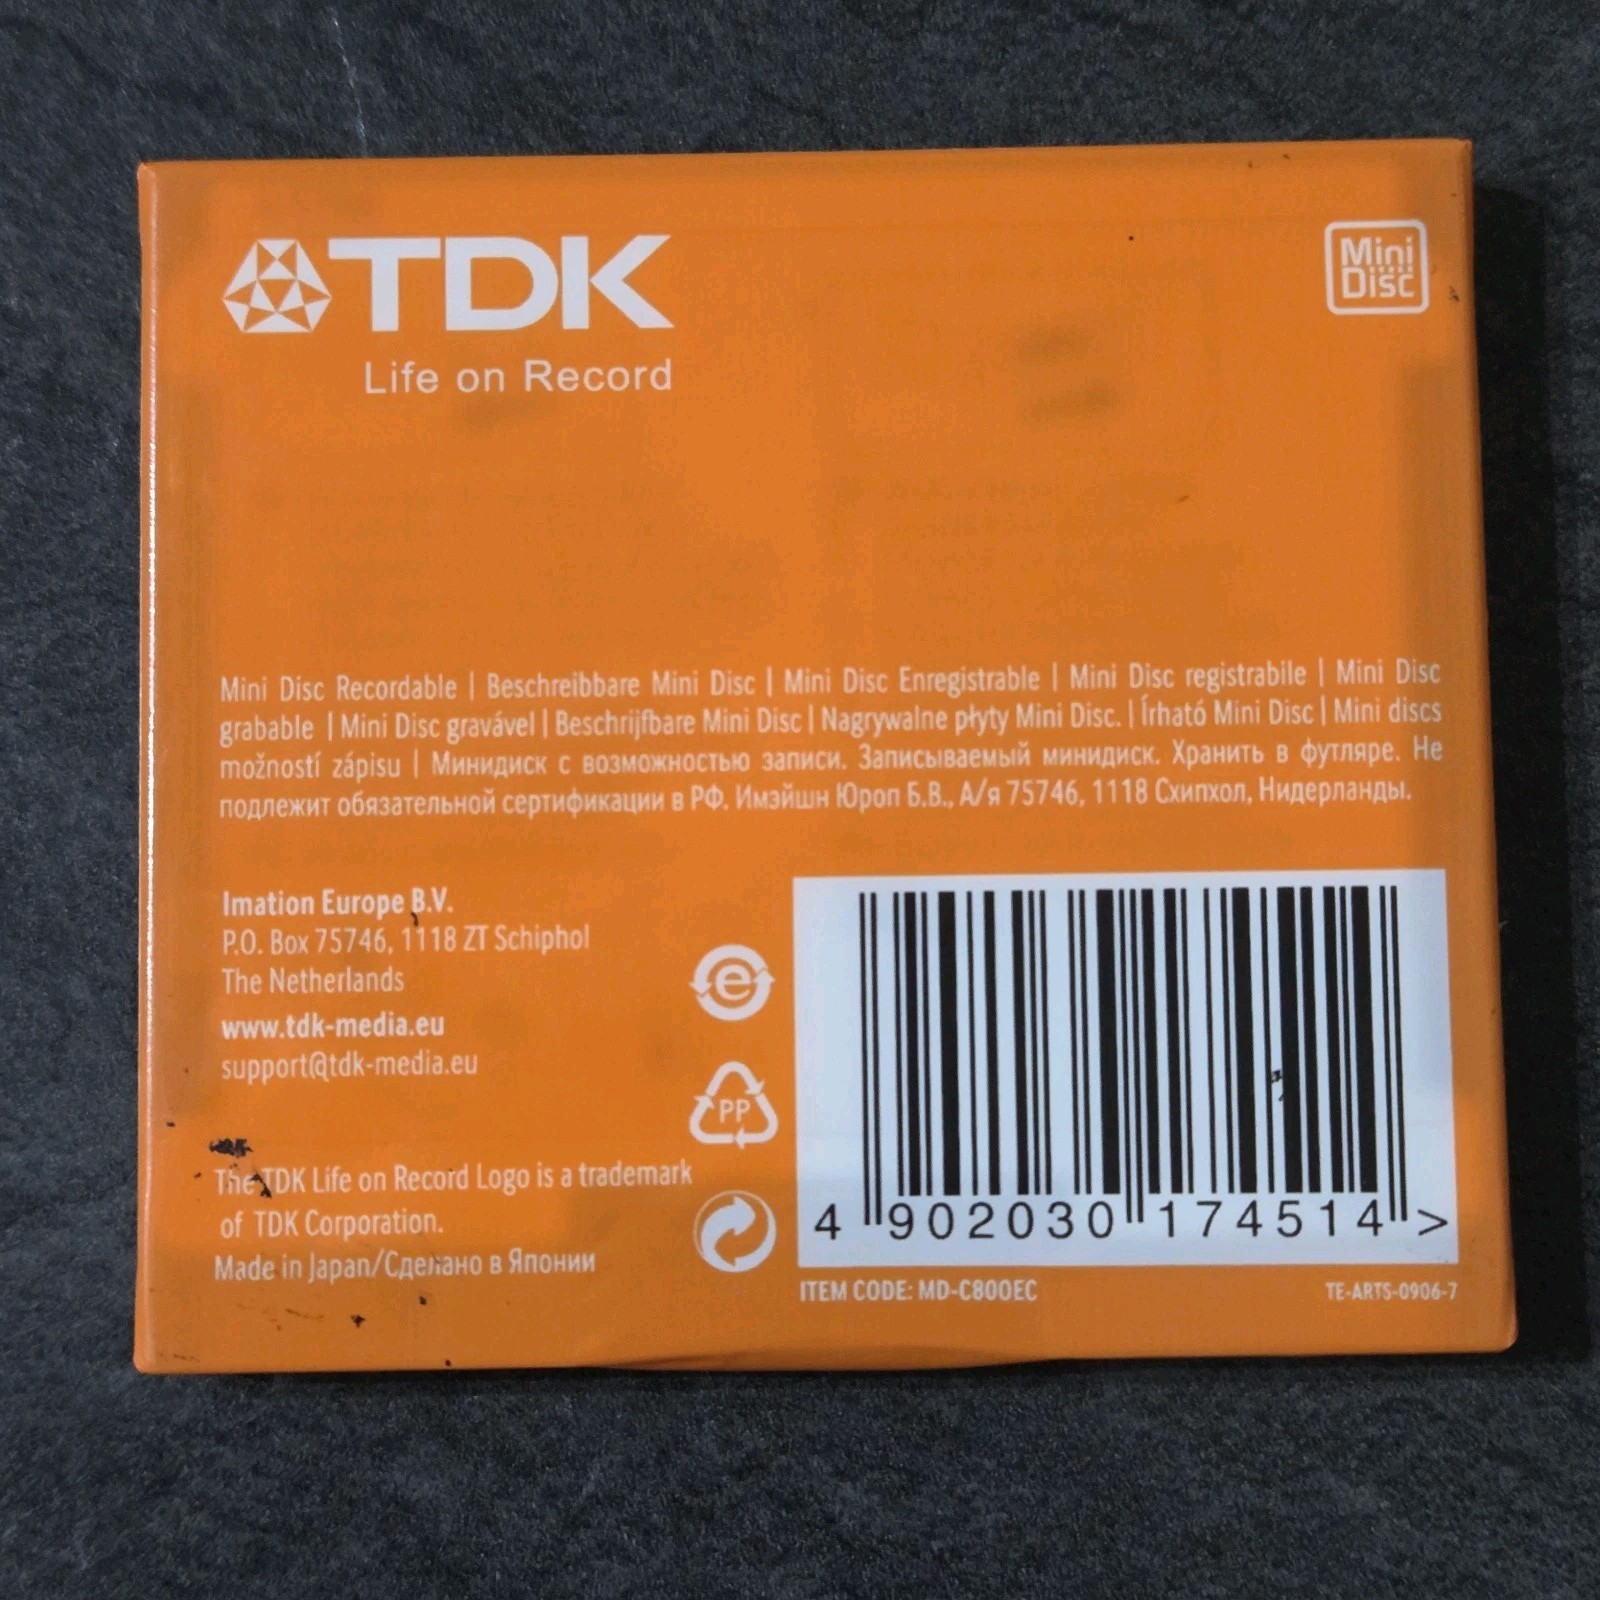 TDK
Life on Record
Mini
Disc
Mini Disc Recordable | Beschreibbare Mini Disc | Mini Disc Enregistrable | Mini Disc registrabile | Mini Disc
grabable | Mini Disc gravável | Beschrijfbare Mini Disc | Nagrywalne płyty Mini Disc. | Írható Mini Disc | Mini discs
možností zápisu | Минидиск с возможностью записи. Записываемый минидиск. Хранить в футляре. Не
подлежит обязательной сертификации в РФ. Имэйшн Юроп Б.В., А/я 75746, 1118 Схипхол, Нидерланды.
Imation Europe B.V.
P.O. Box 75746, 1118 ZT Schiphol
The Netherlands
www.tdk-media.eu
support@tdk-media.eu
e
PP
The TDK Life on Record Logo is a trademark
of TDK Corporation.
Made in Japan/Сделано в Японии
4 902030 174514 >
ITEM CODE: MD-C800EC
TE-ARTS-0906-7